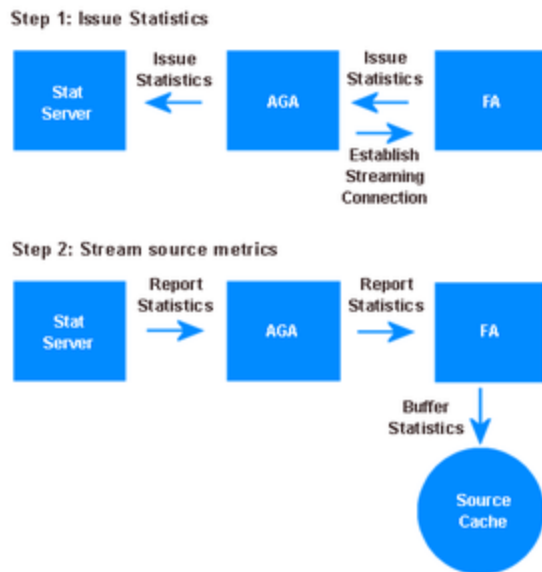 Step 1: Issue Statistics
Issue
Statistics
Issue
Statistics
Stat
Server
AGA
FA
Establish
Streaming
Connection
Step 2: Stream source metrics
Report
Statistics
Report
Statistics
Stat
Server
AGA
FA
Buffer
Statistics
Source
Cache